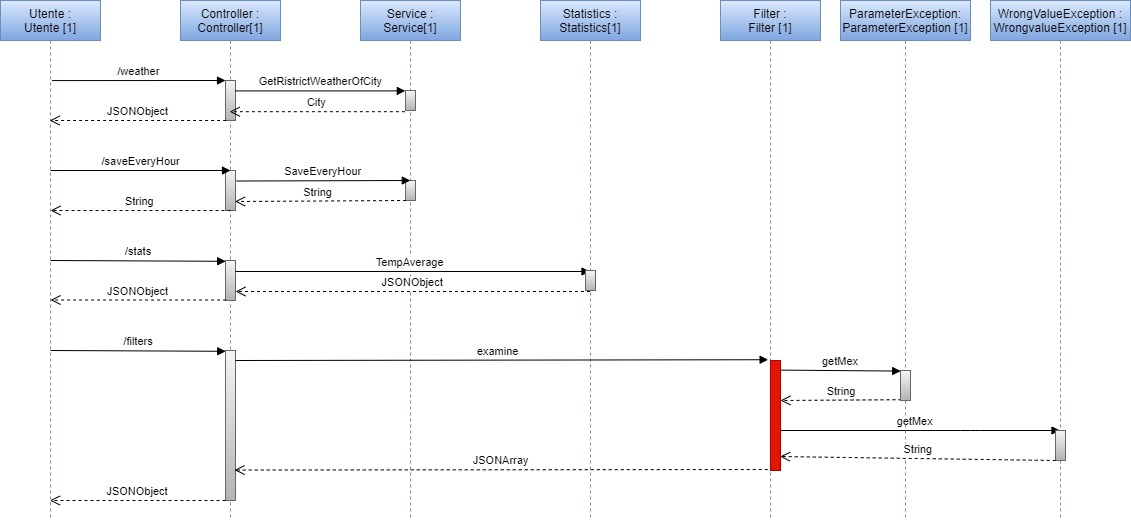 Utente :
Utente [1]
Controller :
Controller[1]
Service :
Service[1]
Statistics :
Statistics[1]
Filter :
Filter [1]
ParameterException:
ParameterException [1]
WrongValueException :
WrongvalueException [1]
/weather
GetRistrictWeatherOfCity
City
JSONObject
/saveEveryHour
SaveEveryHour
String
String
/stats
TempAverage
JSONObject
JSONObject
/filters
examine
getMex
String
getMex
String
JSONArray
JSONObject